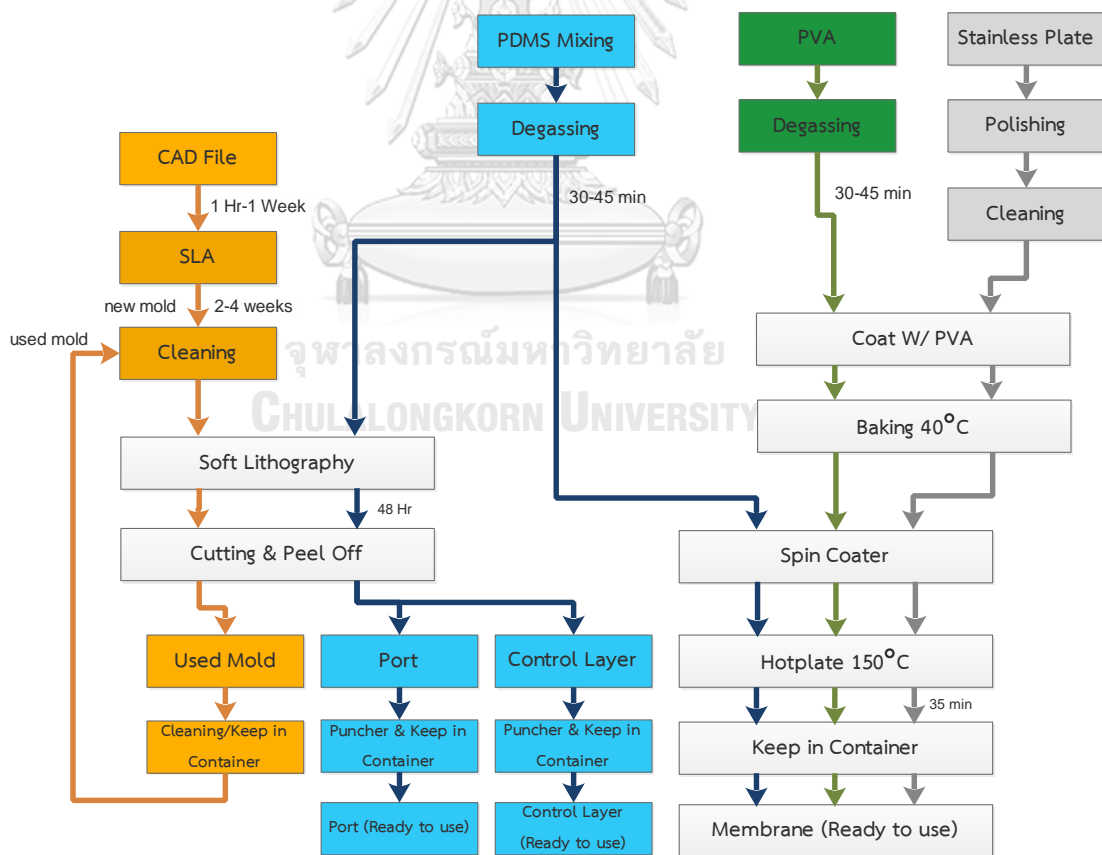 PDMS Mixing
PVA
Stainless Plate
Degassing
Degassing
Polishing
CAD File
1 Hr-1 Week
30-45 min
30-45 min
Cleaning
SLA
new mold
2-4 weeks
used mold
Cleaning
Coat W/ PVA
จุฬาลงกรณ์มหาวิทยาลัย
CHULALONGKORN UNIVERSITY
Baking 40°C
Soft Lithography
48 Hr
Cutting & Peel Off
Spin Coater
Used Mold
Port
Control Layer
Hotplate 150°C
35 min
Cleaning/Keep in
Container
Puncher & Keep in
Container
Puncher & Keep in
Container
Keep in Container
Port (Ready to use)
Control Layer
(Ready to use)
Membrane (Ready to use)